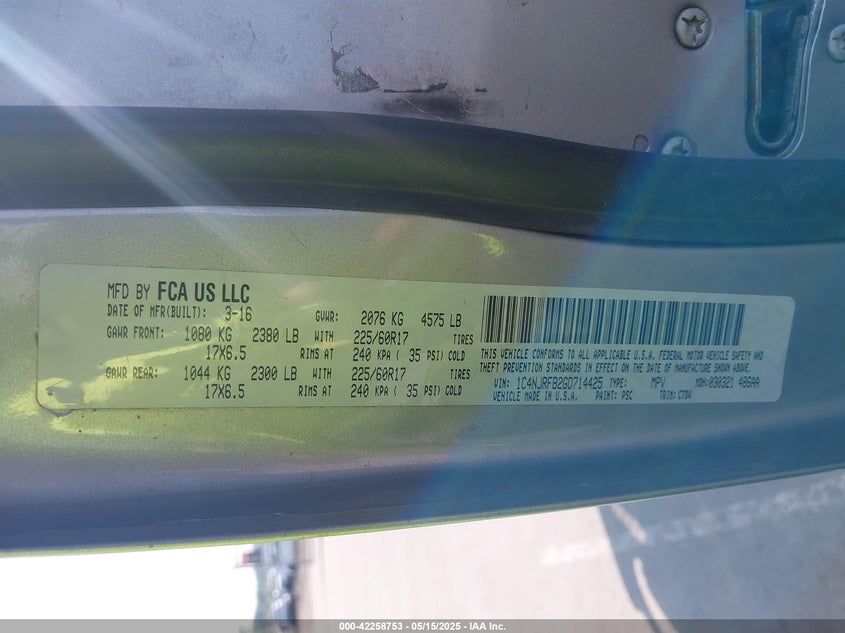 MFD BY FCA US LLC
DATE OF MFR(BUILT): 3-16 GVWR: 2076 KG 4575 LB
GAWR FRONT: 1080 KG 2380 LB WITH 225/60R17 TIRES
17X6.5 RIMS AT 240 KPA ( 35 PSI) COLD
GAWR REAR: 1044 KG 2300 LB WITH 225/60R17 TIRES
17X6.5 RIMS AT 240 KPA ( 35 PSI) COLD
THIS VEHICLE CONFORMS TO ALL APPLICABLE U.S.A. FEDERAL MOTOR VEHICLE SAFETY AND
THEFT PREVENTION STANDARDS IN EFFECT ON THE DATE OF MANUFACTURE SHOWN ABOVE.
VIN: 1C4NJRFB2GD714425 TYPE: MPV MDH: 030321 486AA
VEHICLE MADE IN U.S.A. PAINT: PSC TRIM: C7DV
000-42258753 - 05/15/2025 - IAA Inc.